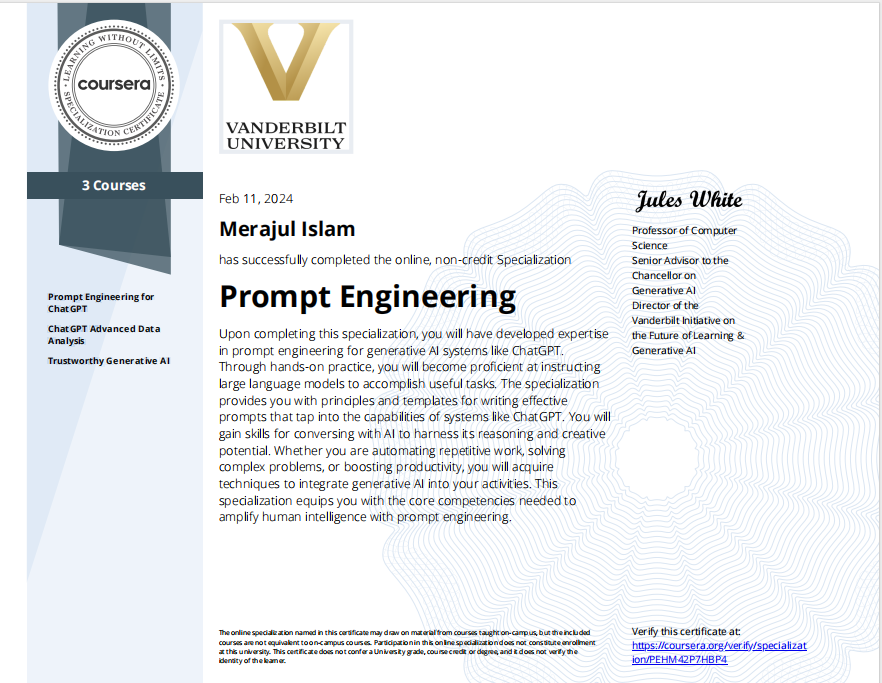 LEARNING WITHOUT LIMITS
coursera
SPECIALIZATION CERTIFICATE
3 Courses
Prompt Engineering for
ChatGPT
ChatGPT Advanced Data
Analysis
Trustworthy Generative AI
VANDERBILT
UNIVERSITY
Feb 11, 2024
Merajul Islam
has successfully completed the online, non-credit Specialization
Prompt Engineering
Upon completing this specialization, you will have developed expertise
in prompt engineering for generative AI systems like ChatGPT.
Through hands-on practice, you will become proficient at instructing
large language models to accomplish useful tasks. The specialization
provides you with principles and templates for writing effective
prompts that tap into the capabilities of systems like ChatGPT. You will
gain skills for conversing with AI to harness its reasoning and creative
potential. Whether you are automating repetitive work, solving
complex problems, or boosting productivity, you will acquire
techniques to integrate generative AI into your activities. This
specialization equips you with the core competencies needed to
amplify human intelligence with prompt engineering.
Jules White
Professor of Computer
Science
Senior Advisor to the
Chancellor on
Generative AI
Director of the
Vanderbilt Initiative on
the Future of Learning &
Generative AI
The online specialization named in this certificate may draw on material from courses taught on-campus, but the included
courses are not equivalent to on-campus courses. Participation in this online specialization does not constitute enrollment
at this university. This certificate does not confer a University grade, course credit or degree, and it does not verify the
identity of the learner.
Verify this certificate at:
https://coursera.org/verify/specializat
ion/PEHM42P7HBP4